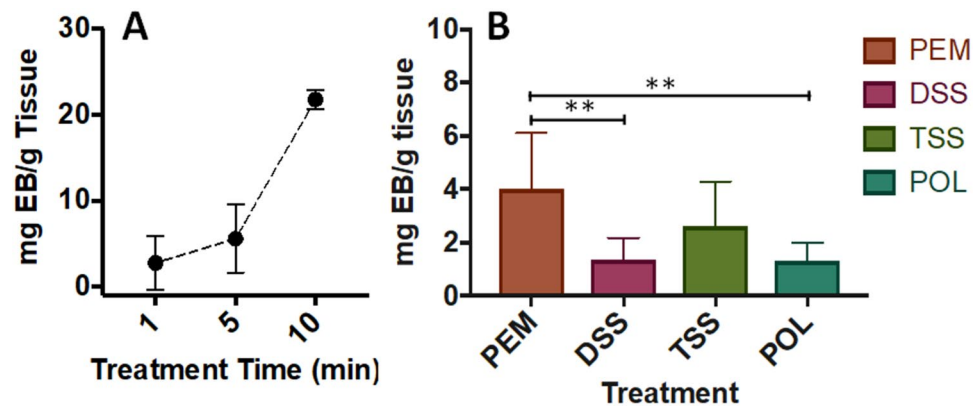 A
mg EB/g Tissue
30
20
10
0
1
5
10
Treatment Time (min)
B
mg EB/g tissue
10
8
6
4
2
0
**
**
PEM
DSS
TSS
POL
Treatment
PEM
DSS
TSS
POL